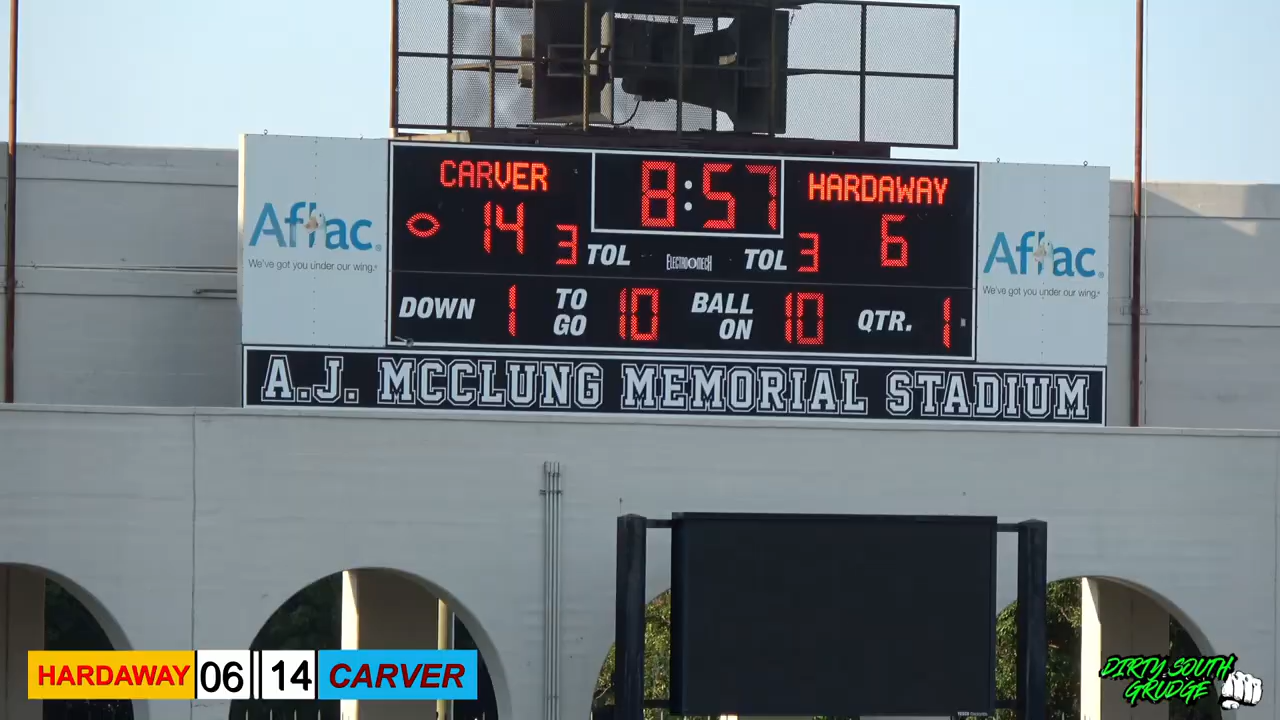 CARVER 8:57 HARDAWAY
14 3 TOL ELECTRO-MECH TOL 3 6
DOWN 1 TO GO 10 BALL ON 10 QTR. 1
Aflac®
We've got you under our wing.®
Aflac®
We've got you under our wing.®
A.J. MCCLUNG MEMORIAL STADIUM
HARDAWAY 06 14 CARVER
DIRTY SOUTH
GRUDGE